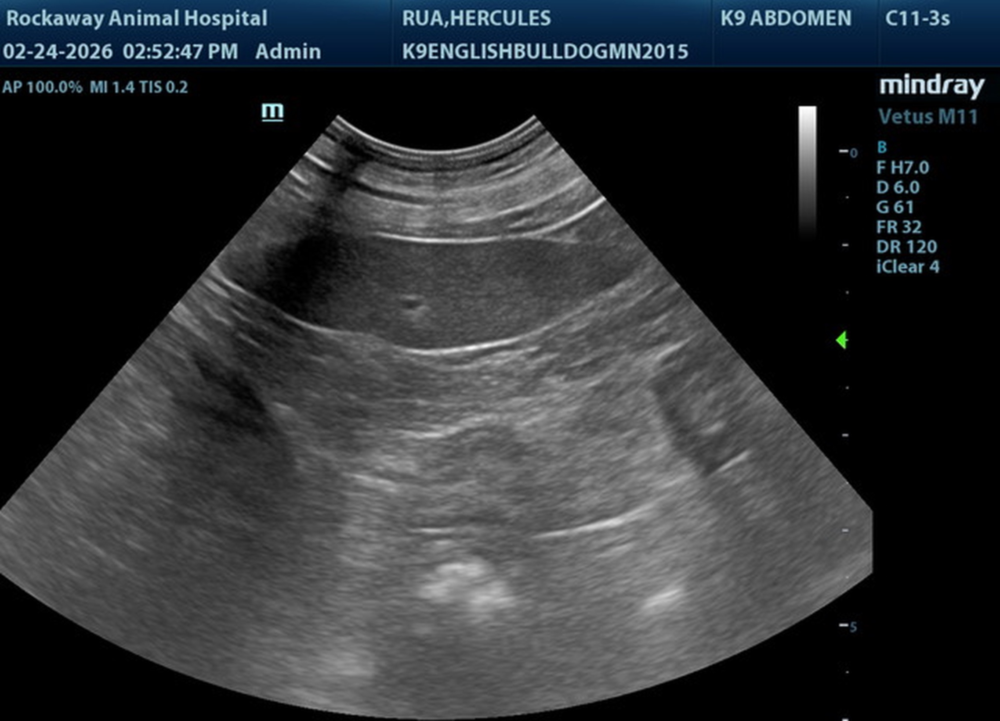 Rockaway Animal Hospital
02-24-2026 02:52:47 PM Admin
RUA,HERCULES
K9ENGLISHBULLDOGMN2015
K9 ABDOMEN
C11-3s
AP 100.0% MI 1.4 TIS 0.2
m
mindray
Vetus M11
B
F H7.0
D 6.0
G 61
FR 32
DR 120
iClear 4
0
5